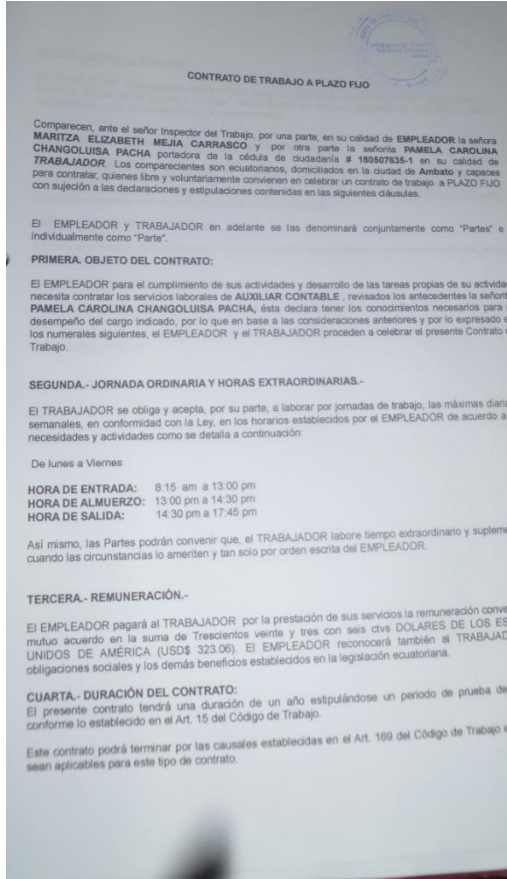 CONTRATO DE TRABAJO A PLAZO FIJO
Comparecen, ante el señor Inspector del Trabajo, por una parte; en su calidad de EMPLEADOR la señora
MARITZA ELIZABETH MEJIA CARRASCO y por otra parte la señorita PAMELA CAROLINA
CHANGOLUISA PACHA portadora de la cédula de ciudadanía # 180507635-1 en su calidad de
TRABAJADOR. Los comparecientes son ecuatorianos, domiciliados en la ciudad de Ambato y capaces
para contratar, quienes libre y voluntariamente convienen en celebrar un contrato de trabajo a PLAZO FIJO
con sujeción a las declaraciones y estipulaciones contenidas en las siguientes cláusulas.
El EMPLEADOR y TRABAJADOR en adelante se las denominará conjuntamente como "Partes" e
individualmente como "Parte".
PRIMERA. OBJETO DEL CONTRATO:
El EMPLEADOR para el cumplimiento de sus actividades y desarrollo de las tareas propias de su activida
necesita contratar los servicios laborales de AUXILIAR CONTABLE , revisados los antecedentes la señorit
PAMELA CAROLINA CHANGOLUISA PACHA, ésta declara tener los conocimientos necesarios para
desempeño del cargo indicado, por lo que en base a las consideraciones anteriores y por lo expresado e
los numerales siguientes, el EMPLEADOR y el TRABAJADOR proceden a celebrar el presente Contrato
Trabajo.
SEGUNDA.- JORNADA ORDINARIA Y HORAS EXTRAORDINARIAS.-
El TRABAJADOR se obliga y acepta, por su parte, a laborar por jornadas de trabajo, las máximas diaria
semanales, en conformidad con la Ley, en los horarios establecidos por el EMPLEADOR de acuerdo a
necesidades y actividades como se detalla a continuación:
De lunes a Viernes
HORA DE ENTRADA: 8:15 am a 13:00 pm
HORA DE ALMUERZO: 13:00 pm a 14:30 pm
HORA DE SALIDA: 14:30 pm a 17:45 pm
Así mismo, las Partes podrán convenir que, el TRABAJADOR labore tiempo extraordinario y supleme
cuando las circunstancias lo ameriten y tan solo por orden escrita del EMPLEADOR.
TERCERA.- REMUNERACIÓN.-
El EMPLEADOR pagará al TRABAJADOR por la prestación de sus servicios la remuneración conve
mutuo acuerdo en la suma de Trescientos veinte y tres con seis ctvs DOLARES DE LOS ES
UNIDOS DE AMÉRICA (USD$ 323.06). El EMPLEADOR reconocerá también al TRABAJAD
obligaciones sociales y los demás beneficios establecidos en la legislación ecuatoriana.
CUARTA.- DURACIÓN DEL CONTRATO:
El presente contrato tendrá una duración de un año estipulándose un periodo de prueba de
conforme lo establecido en el Art. 15 del Código de Trabajo.
Este contrato podrá terminar por las causales establecidas en el Art. 169 del Código de Trabajo e
sean aplicables para este tipo de contrato.